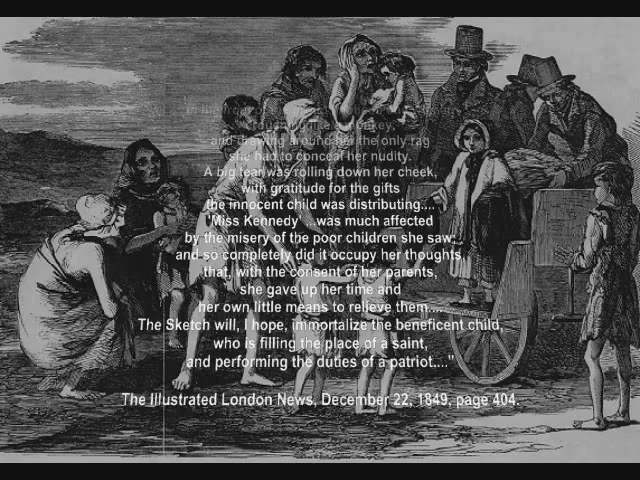 and drawing around her the only rag
she had to conceal her nudity.
A big tear was rolling down her cheek,
with gratitude for the gifts
the innocent child was distributing....
'Miss Kennedy' was much affected
by the misery of the poor children she saw;
and so completely did it occupy her thoughts,
that, with the consent of her parents,
she gave up her time and
her own little means to relieve them....
The Sketch will, I hope, immortalize the beneficent child,
who is filling the place of a saint,
and performing the duties of a patriot...."
The Illustrated London News, December 22, 1849, page 404.